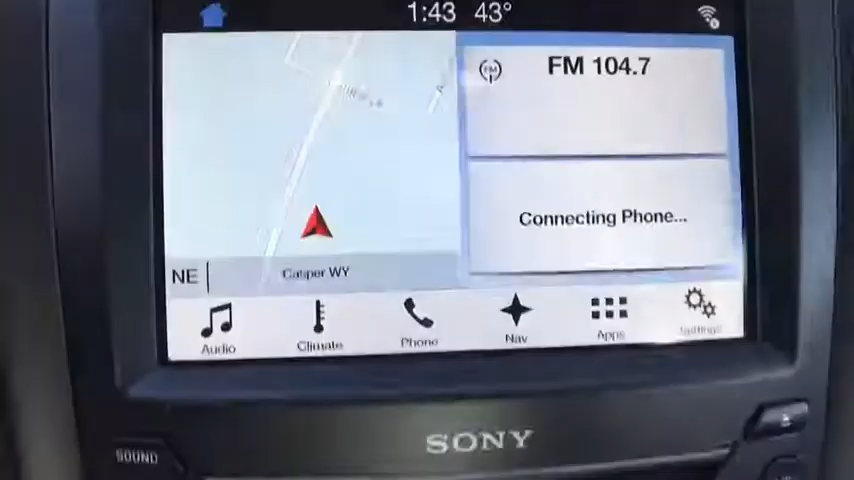 1:43 43°
FM
FM 104.7
Connecting Phone...
NE
Casper WY
Audio
Climate
Phone
Nav
Apps
Settings
SONY
SOUND